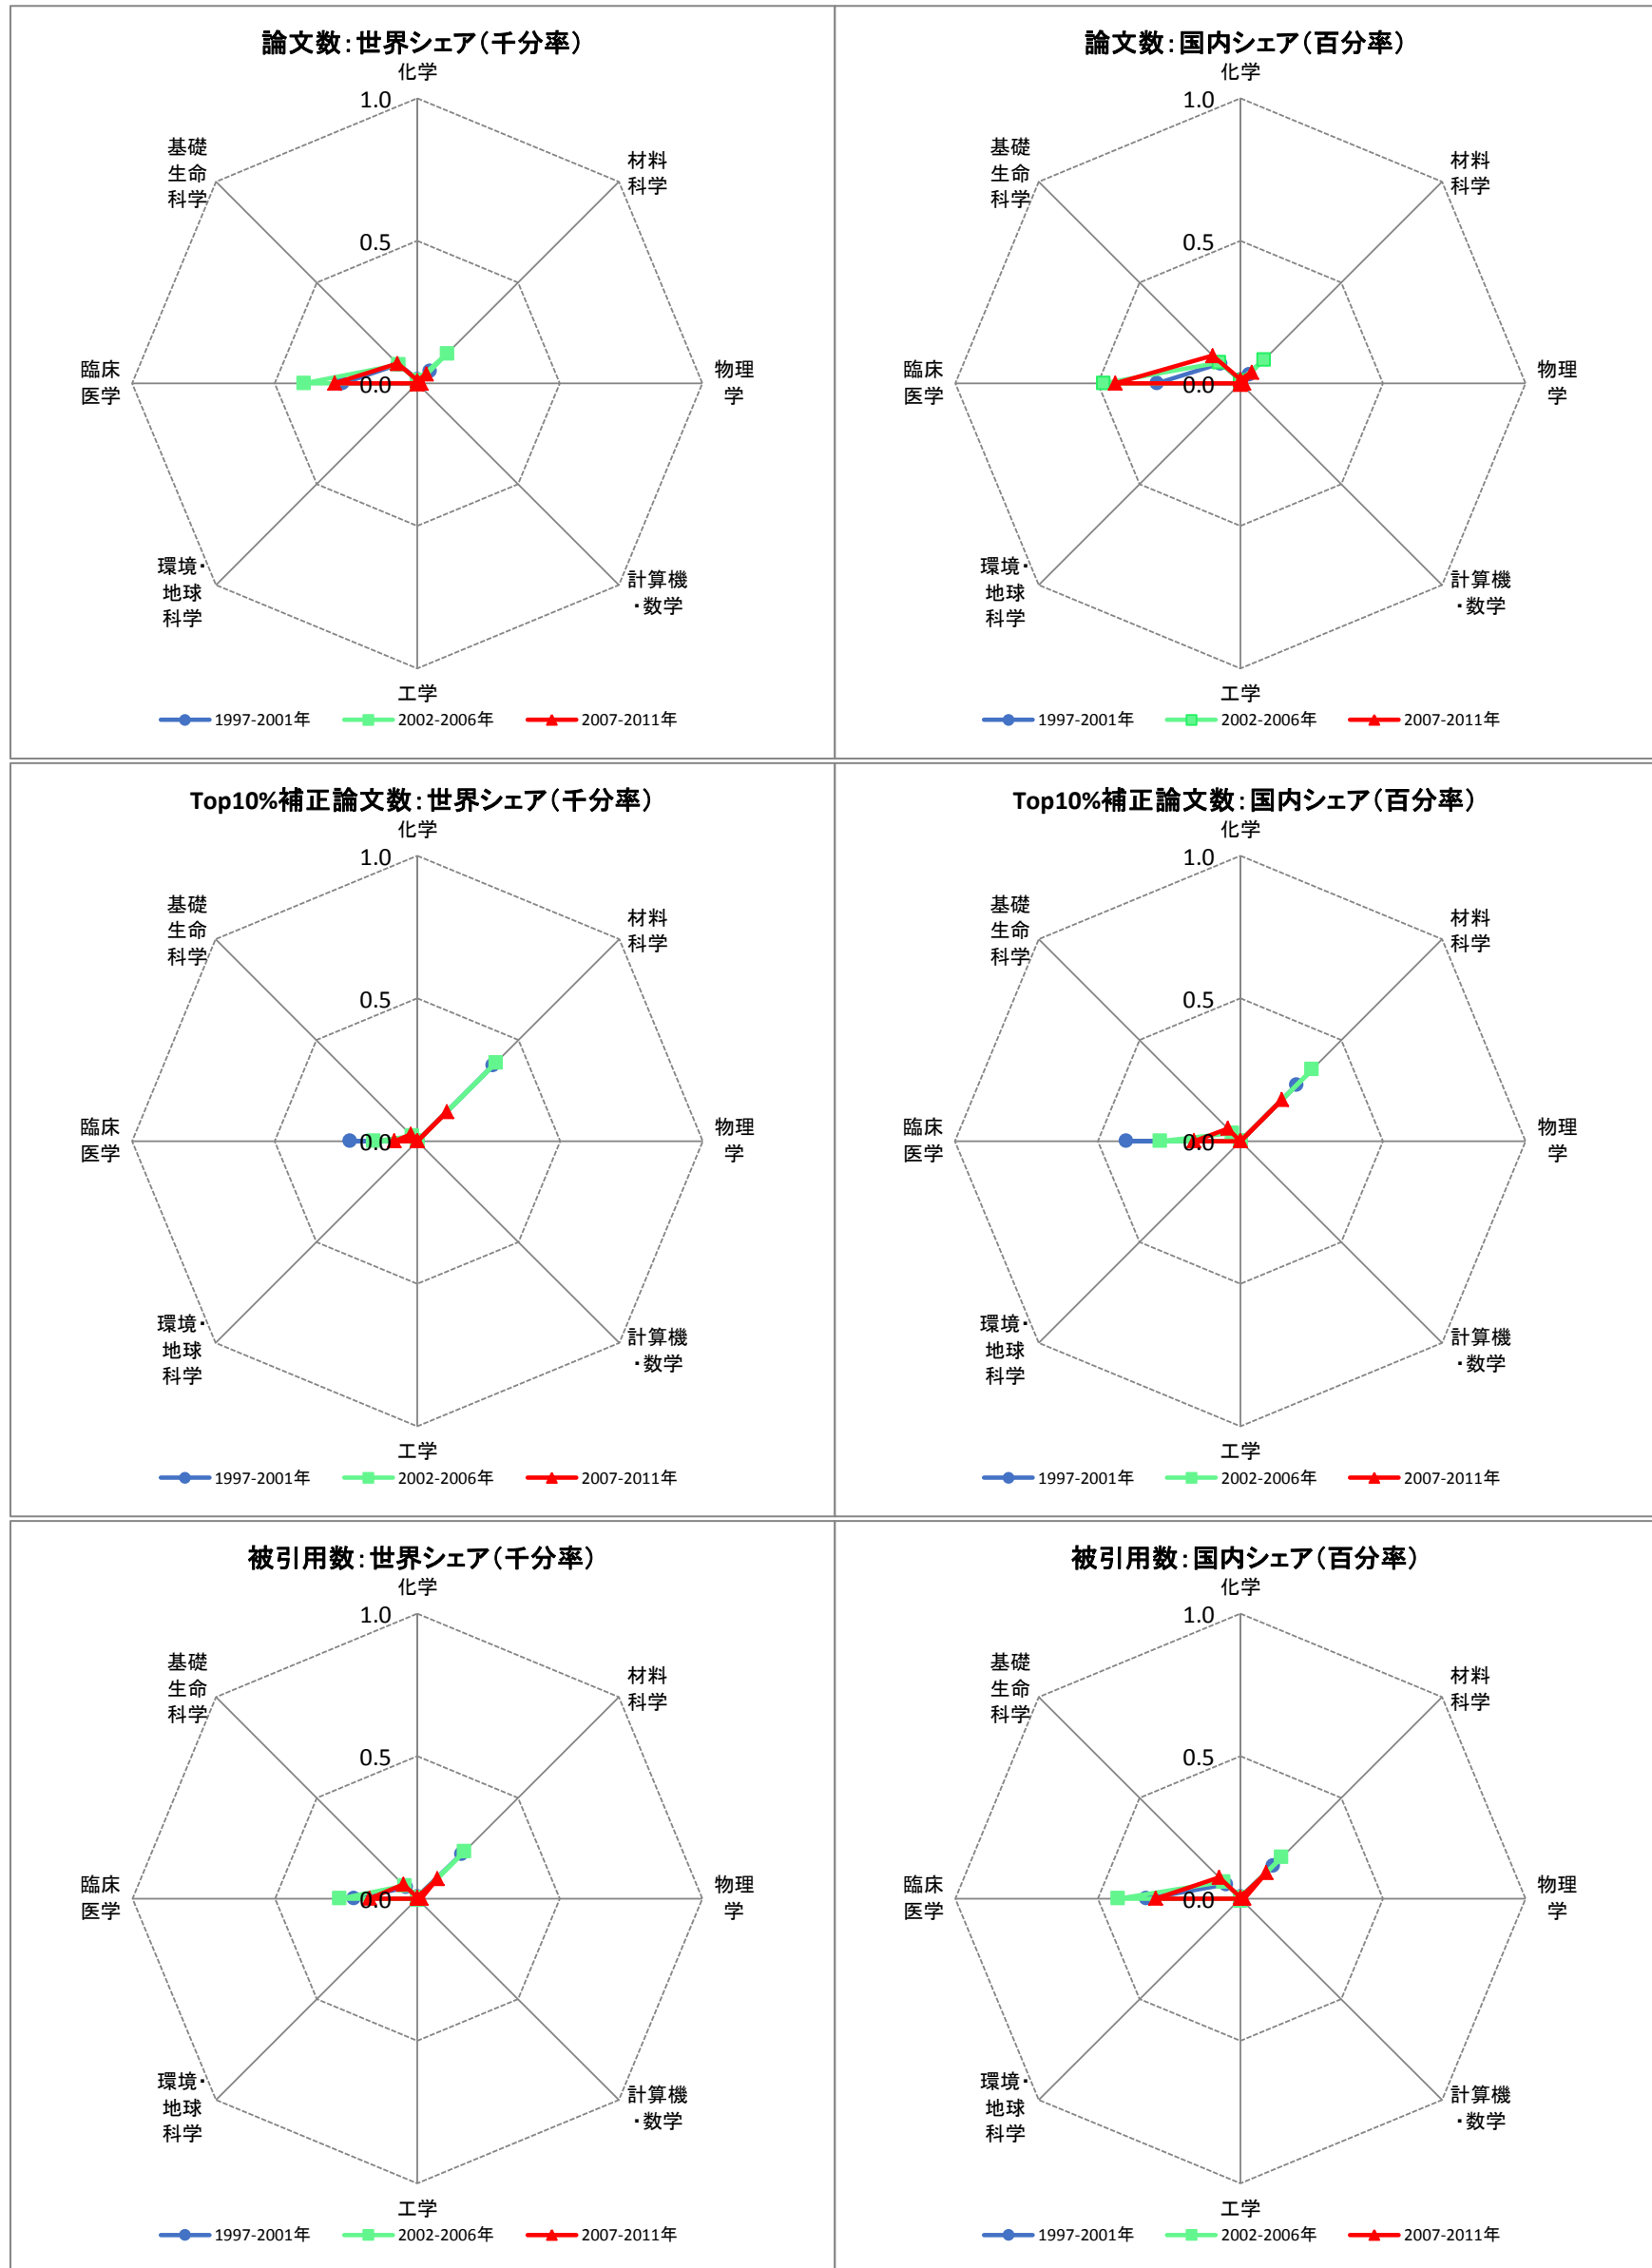 論文数：世界シェア（千分率）
化学
1.0
基礎
生命
科学
材料
科学
0.5
臨床
医学
0.0
物理
学
環境・
地球
科学
計算機
・数学
工学
1997-2001年 2002-2006年 2007-2011年
論文数：国内シェア（百分率）
化学
1.0
基礎
生命
科学
材料
科学
0.5
臨床
医学
0.0
物理
学
環境・
地球
科学
計算機
・数学
工学
1997-2001年 2002-2006年 2007-2011年
Top10%補正論文数：世界シェア（千分率）
化学
1.0
基礎
生命
科学
材料
科学
0.5
臨床
医学
0.0
物理
学
環境・
地球
科学
計算機
・数学
工学
1997-2001年 2002-2006年 2007-2011年
Top10%補正論文数：国内シェア（百分率）
化学
1.0
基礎
生命
科学
材料
科学
0.5
臨床
医学
0.0
物理
学
環境・
地球
科学
計算機
・数学
工学
1997-2001年 2002-2006年 2007-2011年
被引用数：世界シェア（千分率）
化学
1.0
基礎
生命
科学
材料
科学
0.5
臨床
医学
0.0
物理
学
環境・
地球
科学
計算機
・数学
工学
1997-2001年 2002-2006年 2007-2011年
被引用数：国内シェア（百分率）
化学
1.0
基礎
生命
科学
材料
科学
0.5
臨床
医学
0.0
物理
学
環境・
地球
科学
計算機
・数学
工学
1997-2001年 2002-2006年 2007-2011年